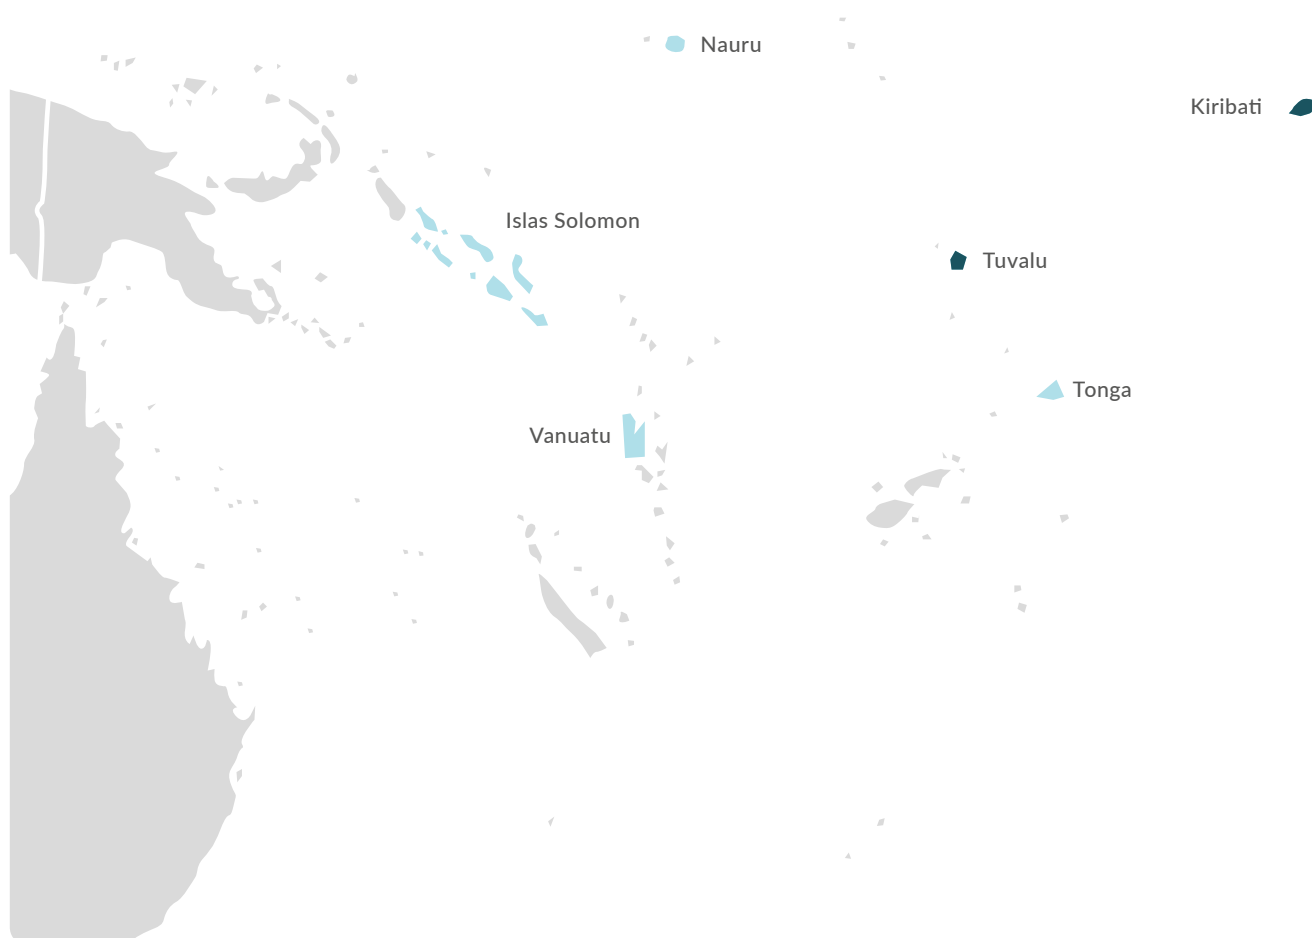 Nauru
Kiribati
Islas Solomon
Tuvalu
Tonga
Vanuatu